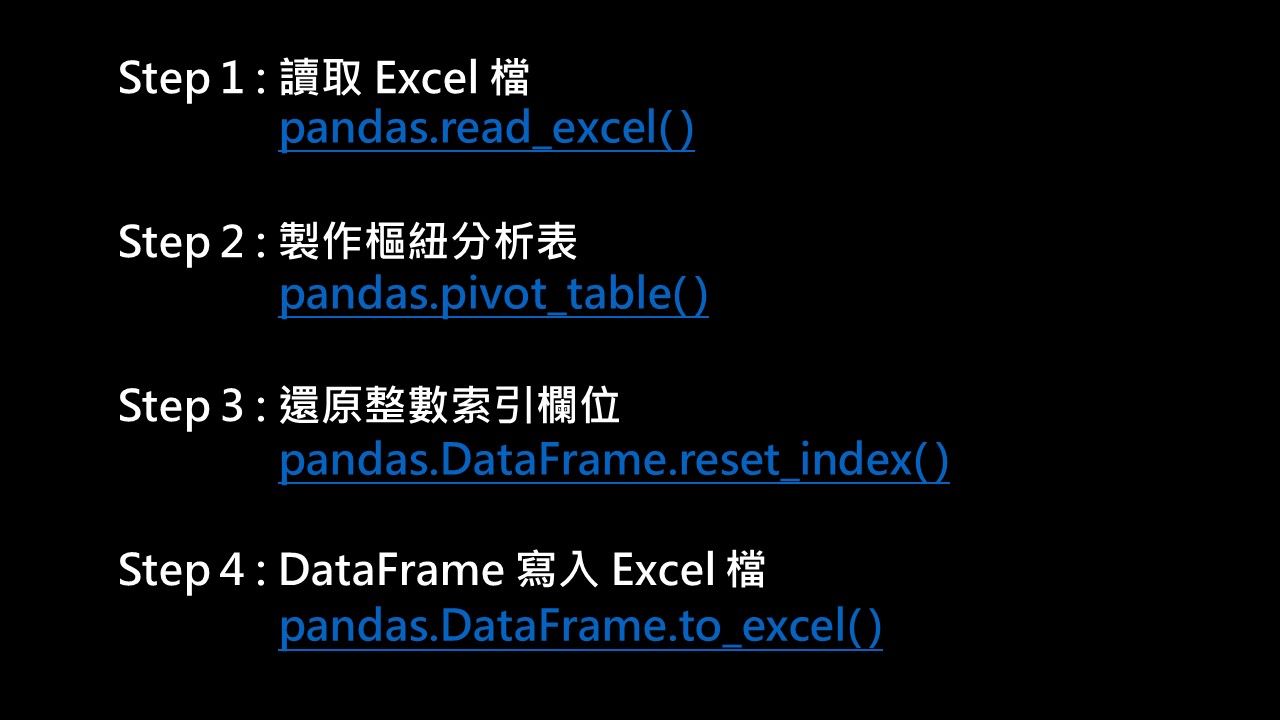 Step 1 : 讀取 Excel 檔
pandas.read_excel( )
Step 2 : 製作樞紐分析表
pandas.pivot_table( )
Step 3 : 還原整數索引欄位
pandas.DataFrame.reset_index( )
Step 4 : DataFrame 寫入 Excel 檔
pandas.DataFrame.to_excel( )